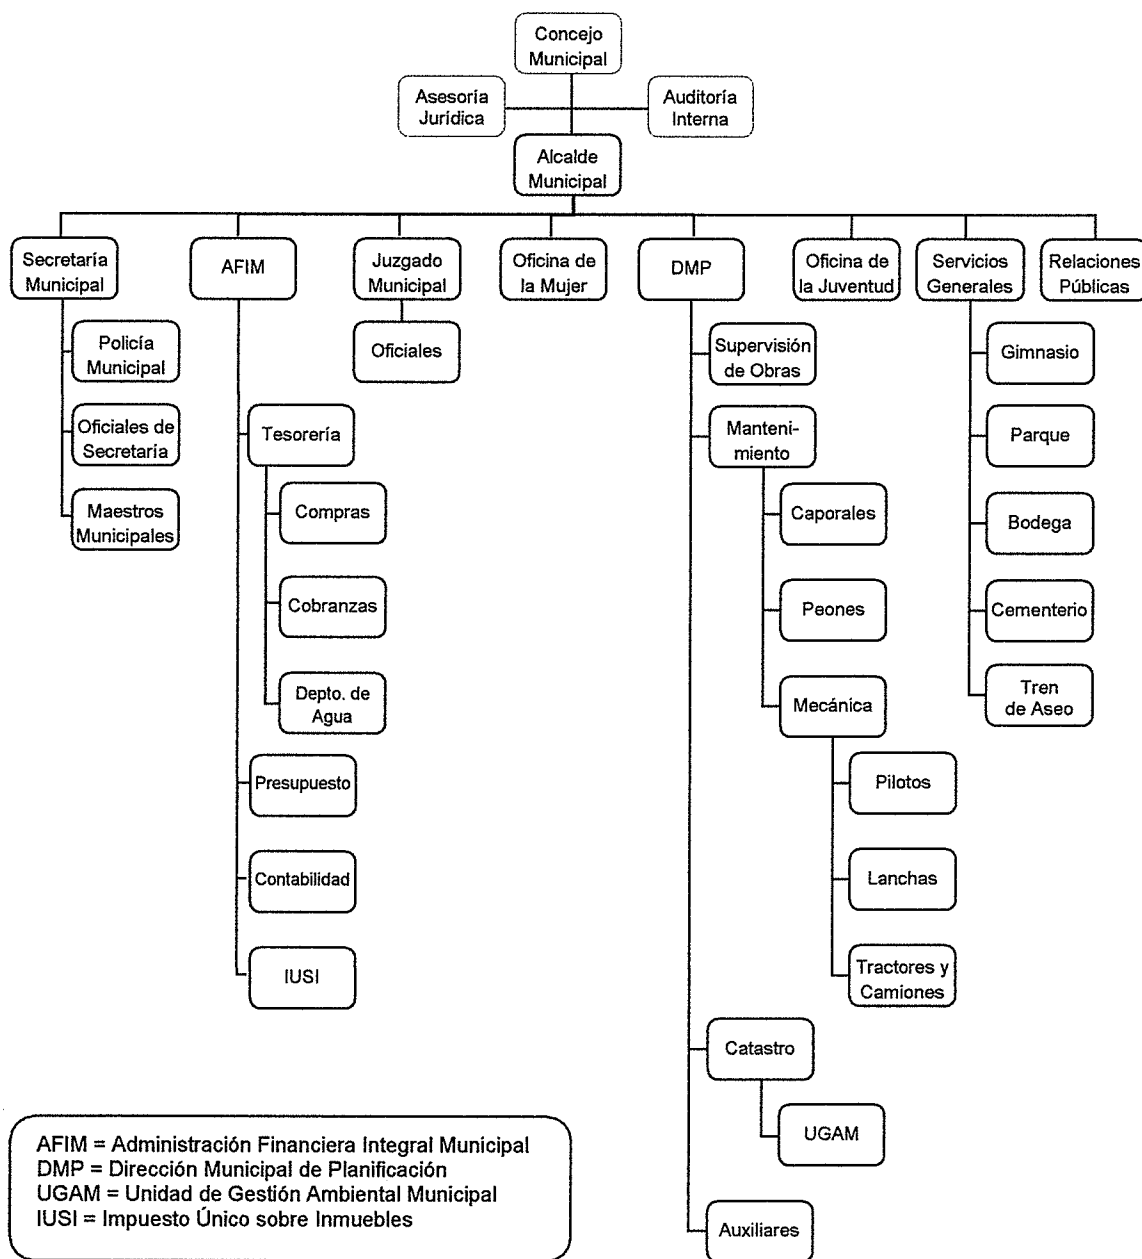 Concejo
Municipal
Asesoría
Jurídica
Auditoría
Interna
Alcalde
Municipal
Secretaría
Municipal
AFIM
Juzgado
Municipal
Oficina de
la Mujer
DMP
Oficina de
la Juventud
Servicios
Generales
Relaciones
Públicas
Policía
Municipal
Oficiales de
Secretaría
Maestros
Municipales
Tesorería
Compras
Cobranzas
Depto. de
Agua
Presupuesto
Contabilidad
IUSI
Oficiales
Supervisión
de Obras
Manteni-
miento
Caporales
Peones
Mecánica
Pilotos
Lanchas
Tractores y
Camiones
Catastro
UGAM
Auxiliares
Gimnasio
Parque
Bodega
Cementerio
Tren
de Aseo
AFIM = Administración Financiera Integral Municipal
DMP = Dirección Municipal de Planificación
UGAM = Unidad de Gestión Ambiental Municipal
IUSI = Impuesto Único sobre Inmuebles